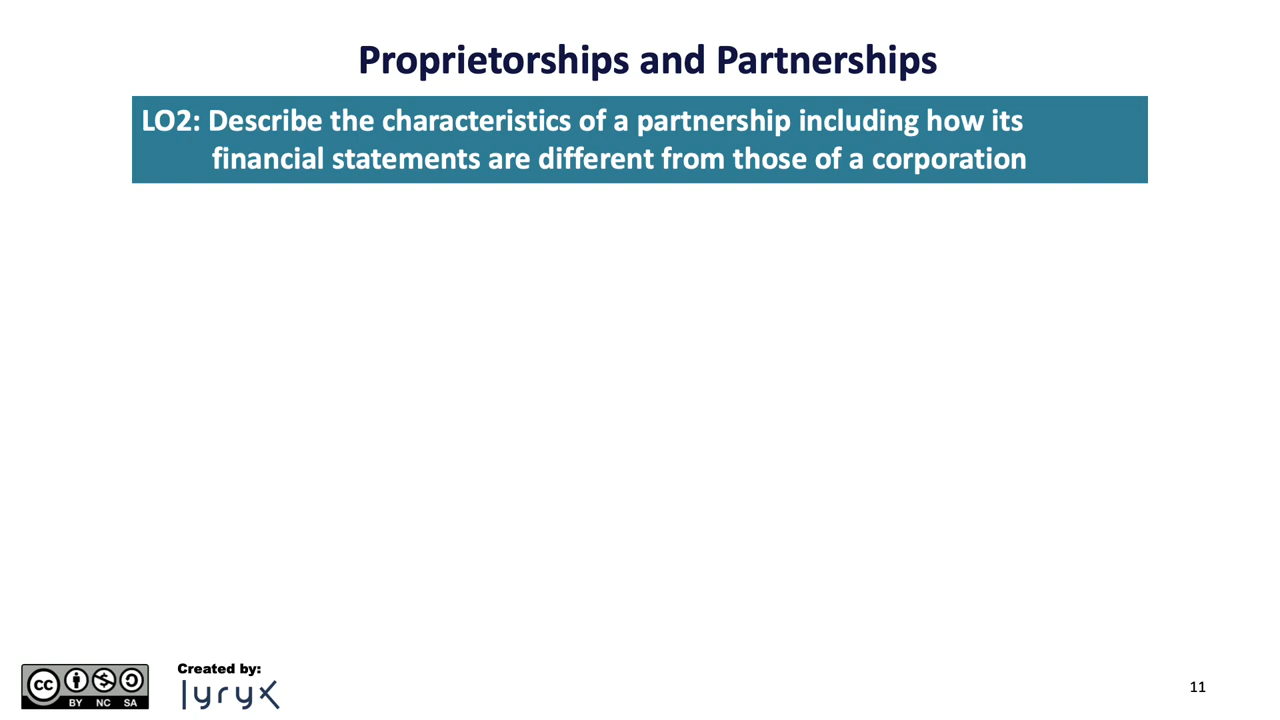 Proprietorships and Partnerships
LO2: Describe the characteristics of a partnership including how its
financial statements are different from those of a corporation
Created by:
lyryx
cc
BY NC SA
11